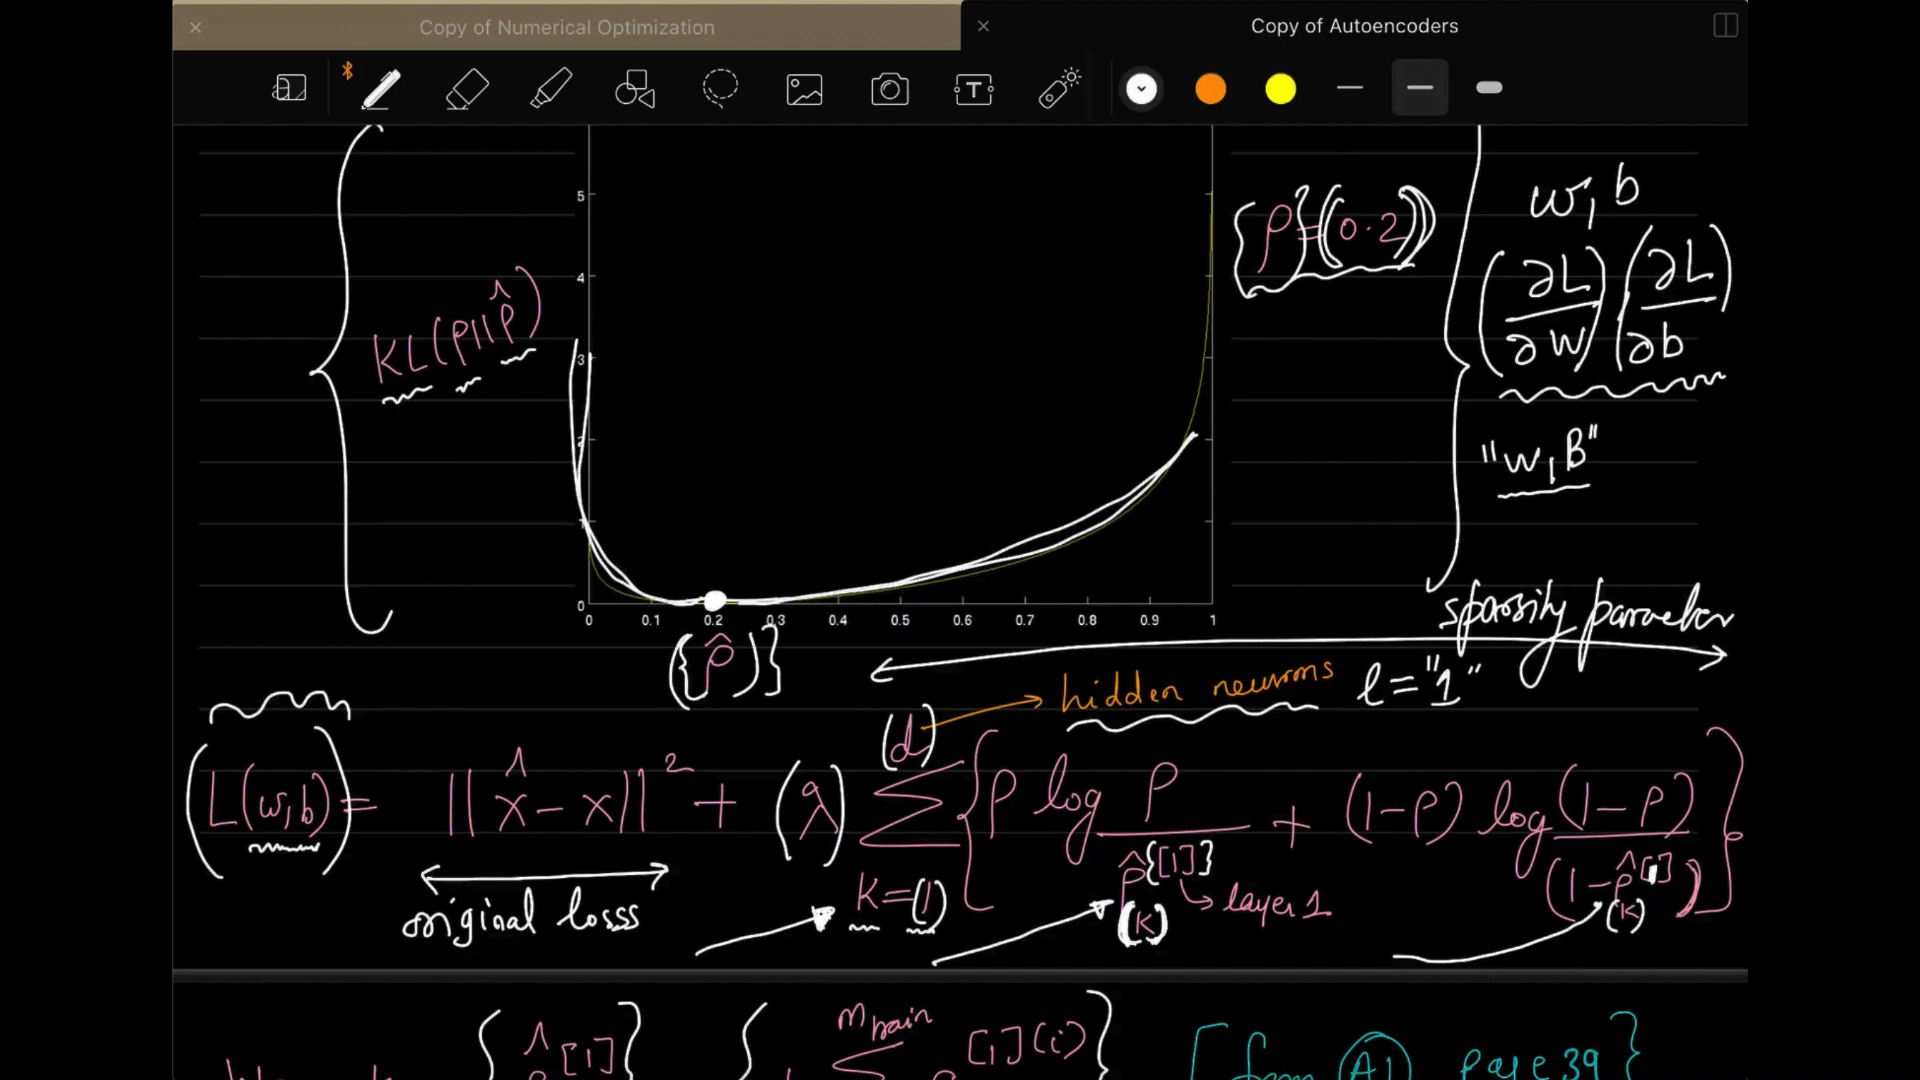 Copy of Numerical Optimization
Copy of Autoencoders
5
4
3
2
1
0
0 0.1 0.2 0.3 0.4 0.5 0.6 0.7 0.8 0.9 1
KL(ρ||ρ̂)
{ρ}=(0.2)
w, b
(∂L/∂W) (∂L/∂b)
"w, B"
sparsity parameter
({ρ̂)}
(d) → hidden neurons l="1"
(L(w,b)) = ||x̂-x||² + (λ) Σ {ρ log ρ/ρ̂{[1]}(k) + (1-ρ) log (1-ρ)/(1-ρ̂[1](k))}
K=(1)
layer 1
original losss
m train
ρ̂ [1]
[1](i)
[from A1 page 39